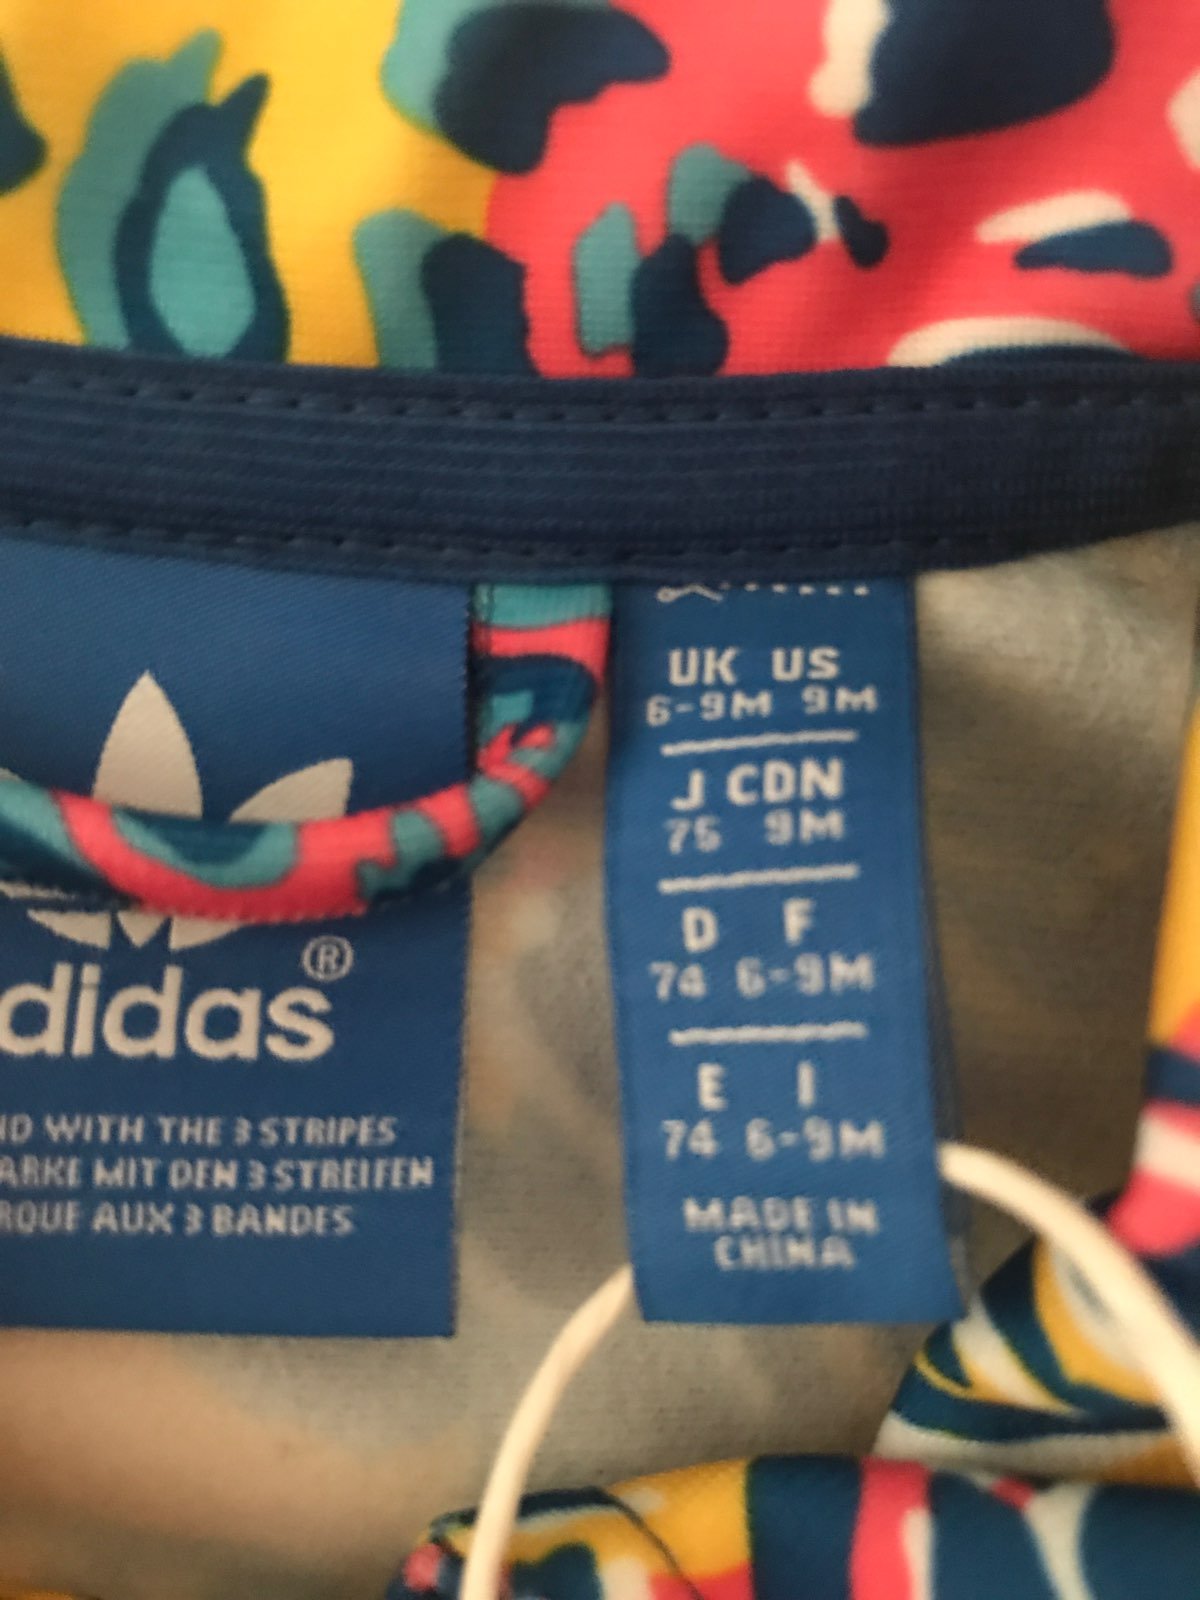 ®
didas
ND WITH THE 3 STRIPES
ARKE MIT DEN 3 STREIFEN
RQUE AUX 3 BANDES
UK US
6-9M 9M
J CDN
75 9M
D F
74 6-9M
E I
74 6-9M
MADE IN
CHINA